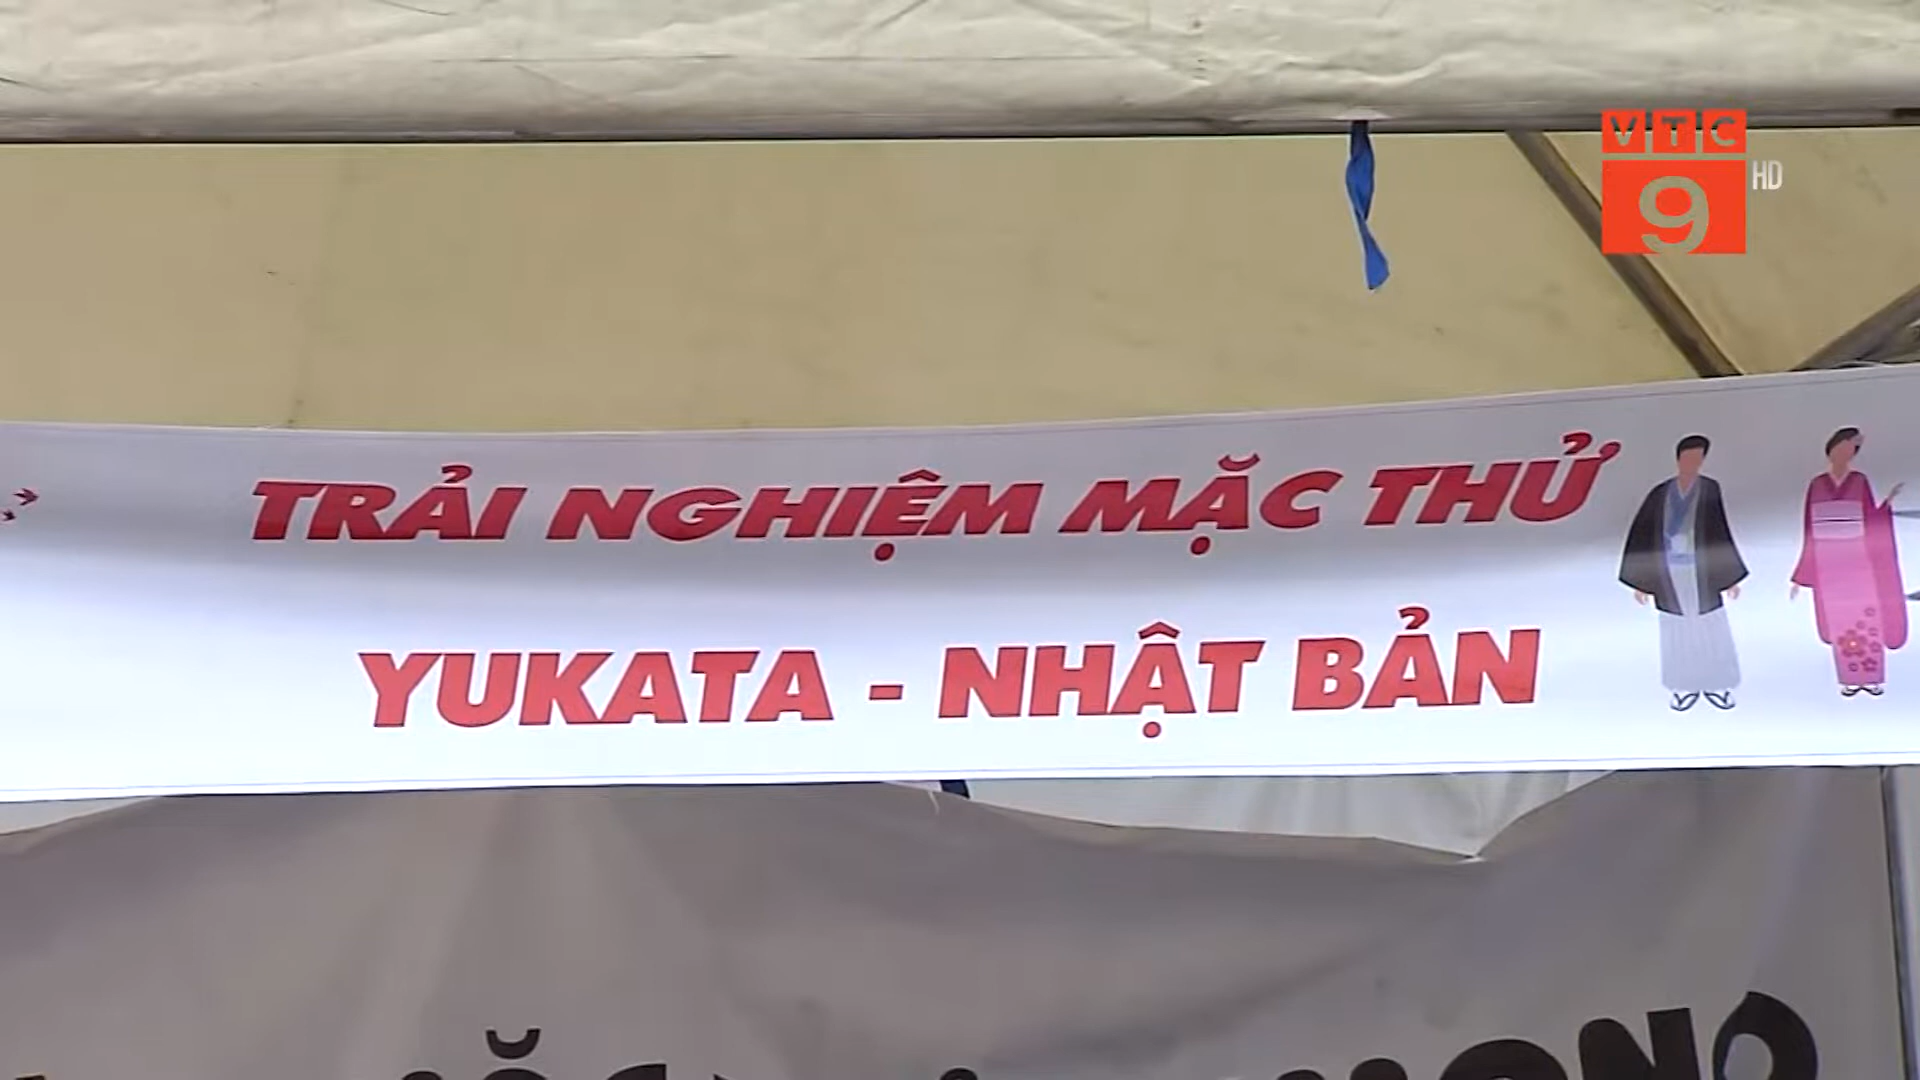 VTC
9 HD
TRẢI NGHIỆM MẶC THỬ
YUKATA - NHẬT BẢN